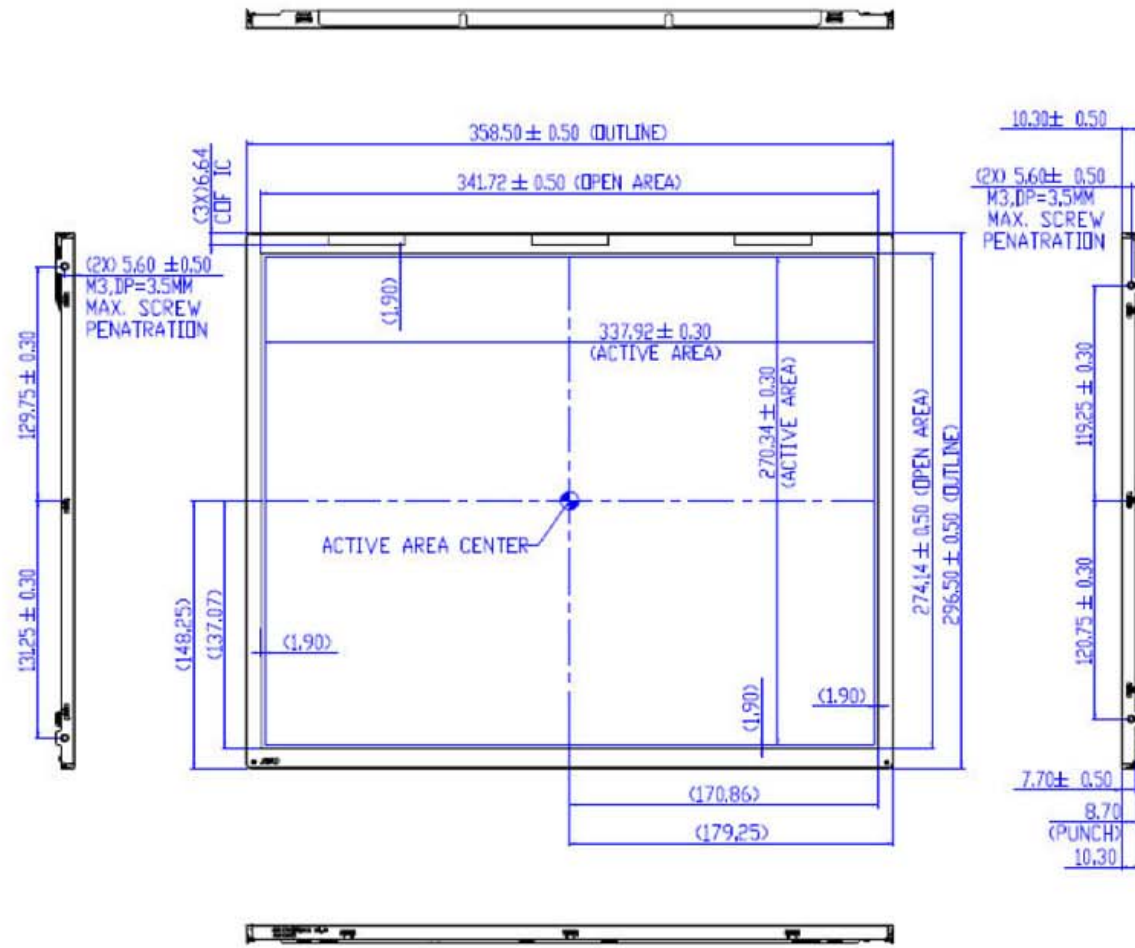 358.50 ± 0.50 (OUTLINE)
10.30± 0.50
(3X)6.64
COF IC
341.72 ± 0.50 (OPEN AREA)
(2X) 5.60± 0.50
M3,DP=3.5MM
MAX. SCREW
PENATRATION
(2X) 5.60 ±0.50
M3,DP=3.5MM
MAX. SCREW
PENATRATION
(1.90)
337.92 ± 0.30
(ACTIVE AREA)
129.75 ± 0.30
270.34 ± 0.30
(ACTIVE AREA)
274.14 ± 0.50 (OPEN AREA)
296.50 ± 0.50 (OUTLINE)
119.25 ± 0.30
ACTIVE AREA CENTER
131.25 ± 0.30
(148.25)
(137.07)
(1.90)
(1.90)
(1.90)
120.75 ± 0.30
(170.86)
(179.25)
7.70± 0.50
8.70
(PUNCH)
10.30